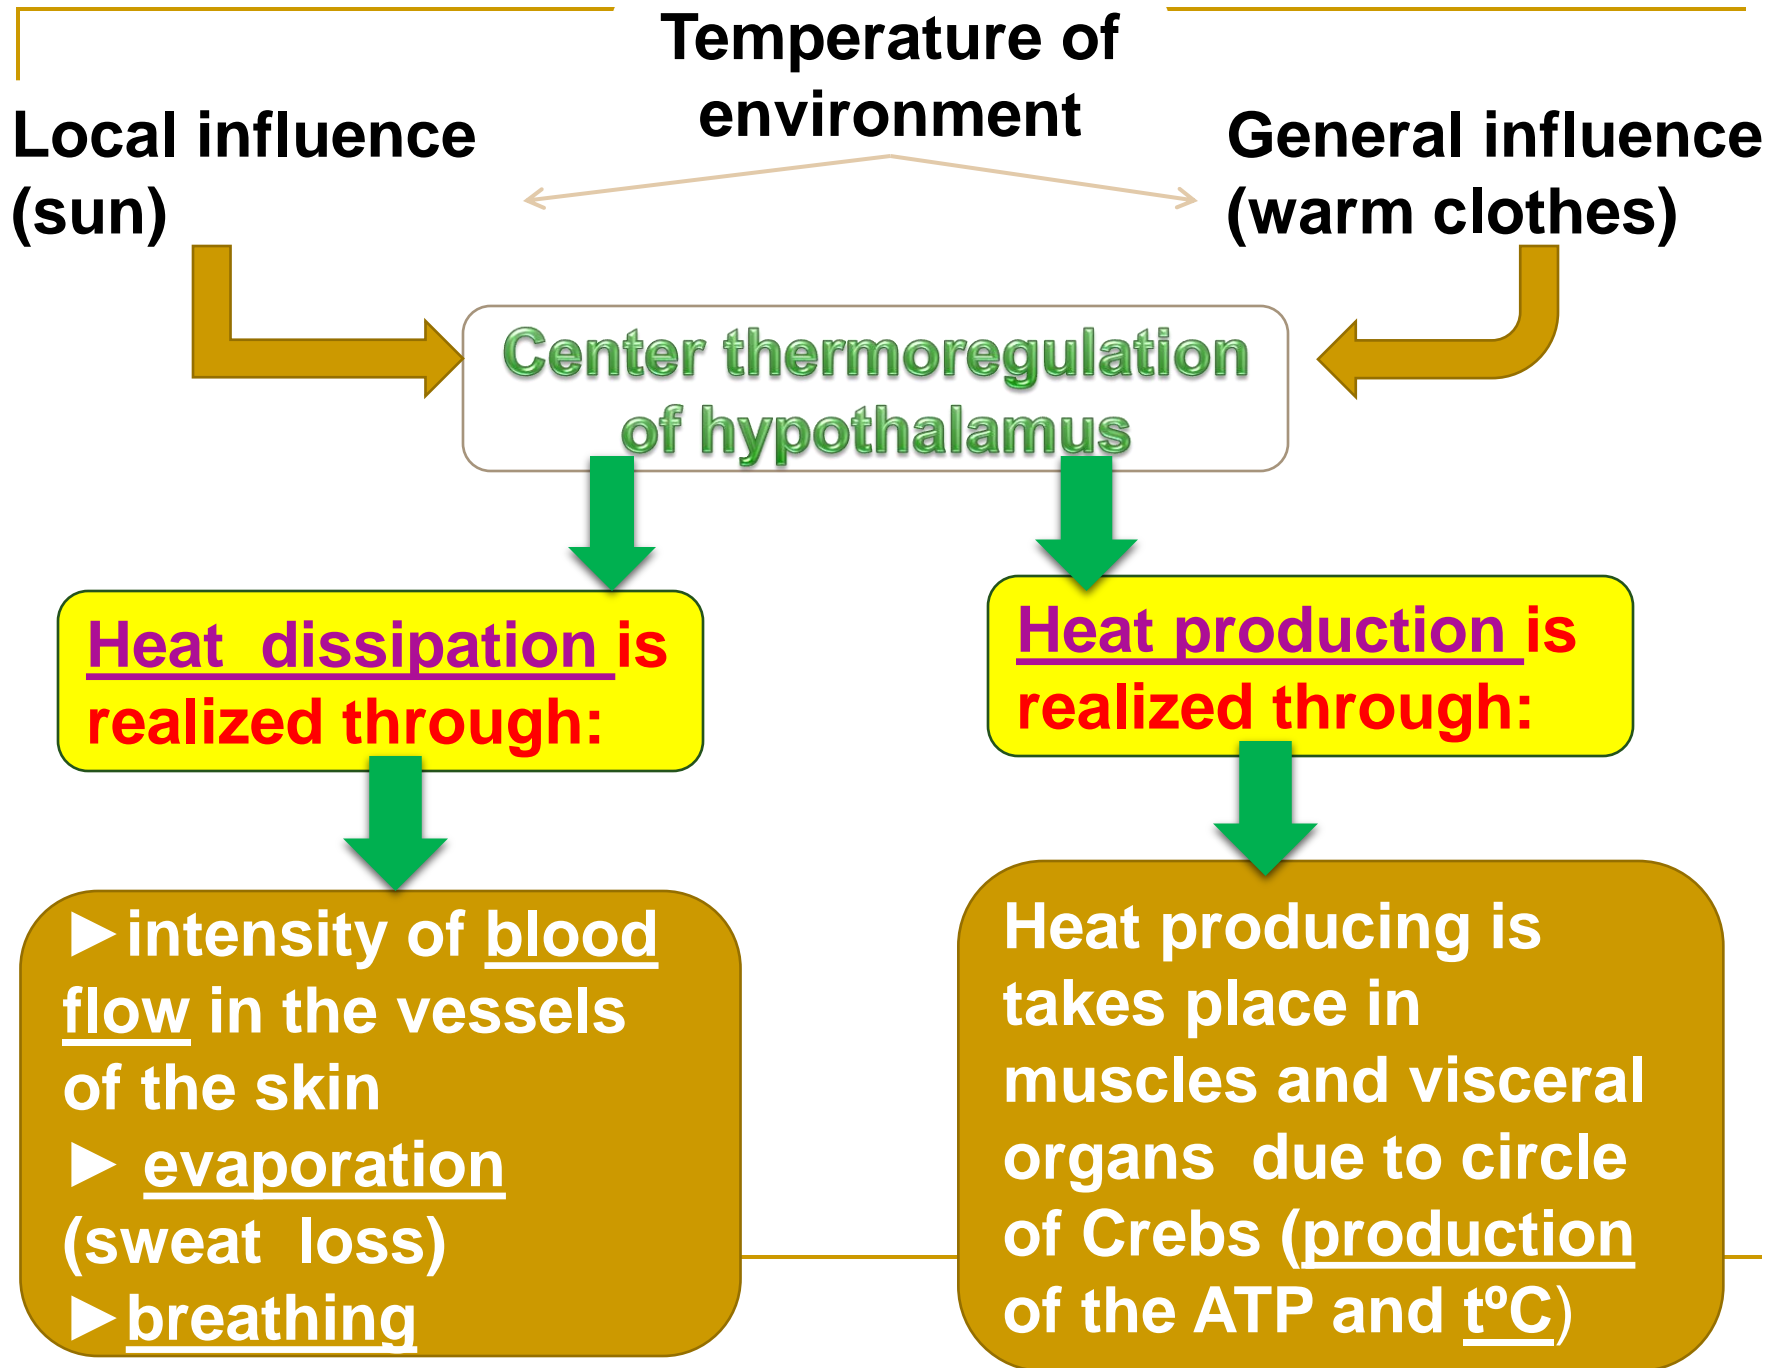 Temperature of
environment
Local influence
(sun)
General influence
(warm clothes)
Center thermoregulation
of hypothalamus
Heat dissipation is
realized through:
Heat production is
realized through:
►intensity of blood
flow in the vessels
of the skin
► evaporation
(sweat loss)
►breathing
Heat producing is
takes place in
muscles and visceral
organs due to circle
of Crebs (production
of the ATP and tºC)